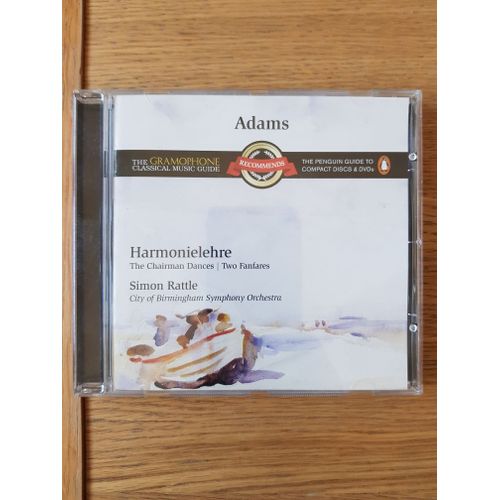 Adams
THE GRAMOPHONE
CLASSICAL MUSIC GUIDE
RECOMMENDS
THE PENGUIN GUIDE TO
COMPACT DISCS & DVDs
Harmonielehre
The Chairman Dances | Two Fanfares
Simon Rattle
City of Birmingham Symphony Orchestra